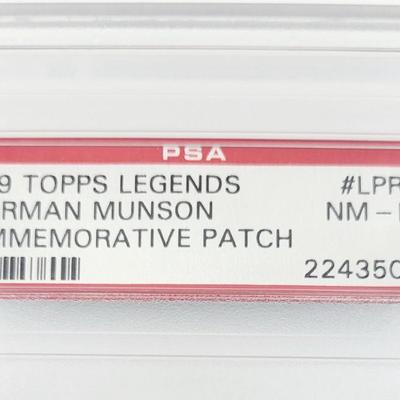 PSA
9 TOPPS LEGENDS #LPR
RMAN MUNSON NM –
MMEMORATIVE PATCH
224350